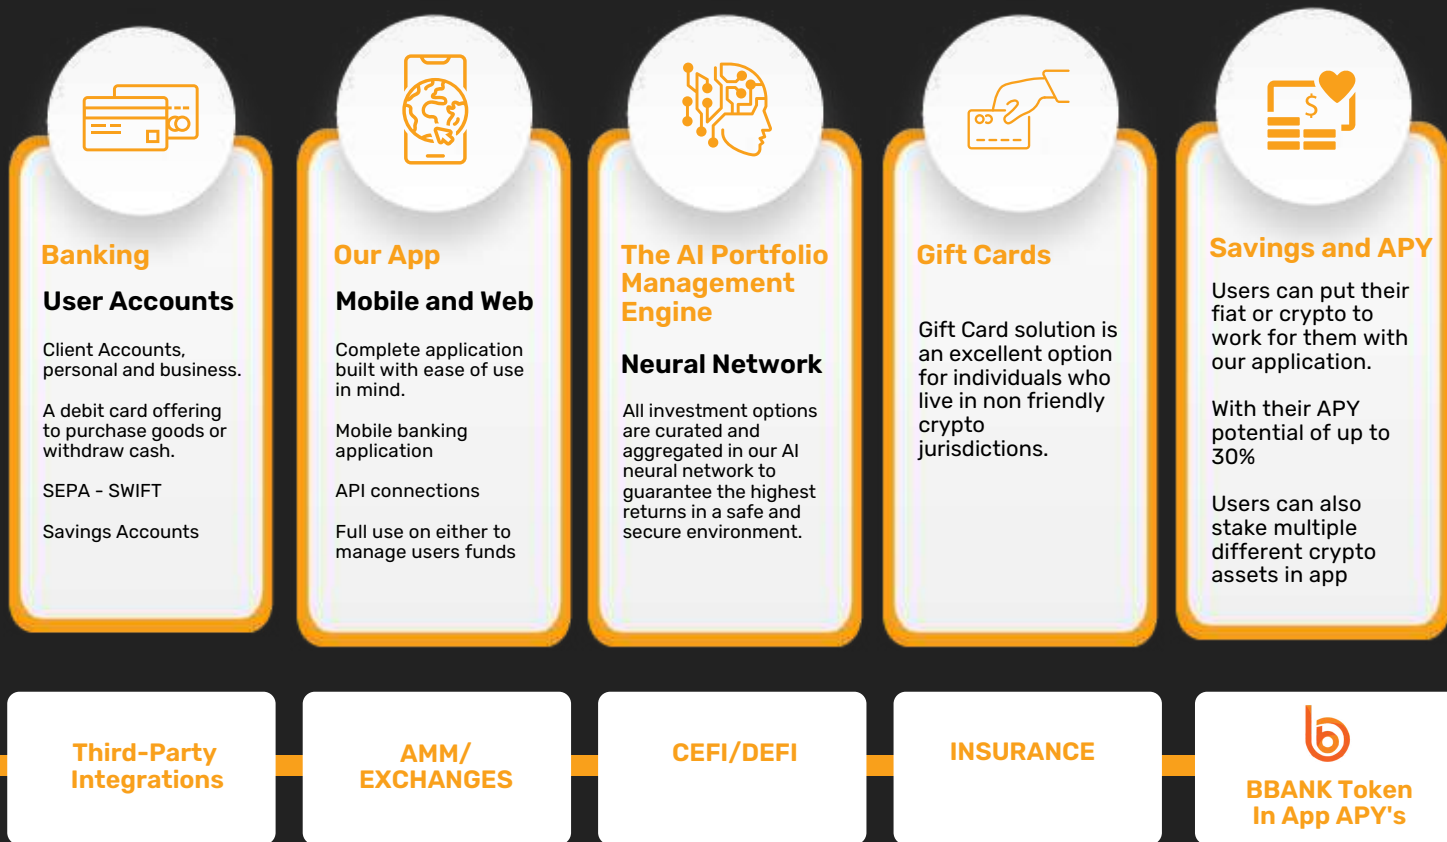 Banking
User Accounts
Client Accounts,
personal and business.
A debit card offering
to purchase goods or
withdraw cash.
SEPA - SWIFT
Savings Accounts
Our App
Mobile and Web
Complete application
built with ease of use
in mind.
Mobile banking
application
API connections
Full use on either to
manage users funds
The AI Portfolio
Management
Engine
Neural Network
All investment options
are curated and
aggregated in our AI
neural network to
guarantee the highest
returns in a safe and
secure environment.
Gift Cards
Gift Card solution is
an excellent option
for individuals who
live in non friendly
crypto
jurisdictions.
$
Savings and APY
Users can put their
fiat or crypto to
work for them with
our application.
With their APY
potential of up to
30%
Users can also
stake multiple
different crypto
assets in app
Third-Party
Integrations
AMM/
EXCHANGES
CEFI/DEFI
INSURANCE
b
BBANK Token
In App APY's